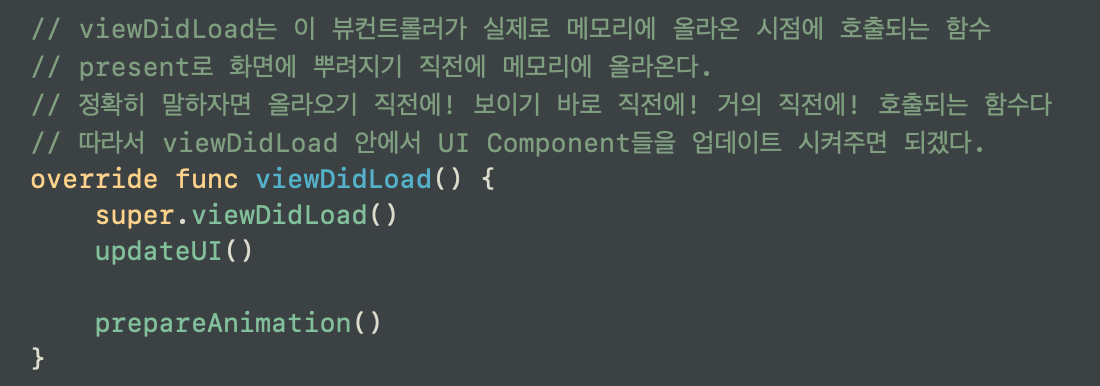 // viewDidLoad는 이 뷰컨트롤러가 실제로 메모리에 올라온 시점에 호출되는 함수
// present로 화면에 뿌려지기 직전에 메모리에 올라온다.
// 정확히 말하자면 올라오기 직전에! 보이기 바로 직전에! 거의 직전에! 호출되는 함수다
// 따라서 viewDidLoad 안에서 UI Component들을 업데이트 시켜주면 되겠다.
override func viewDidLoad() {
    super.viewDidLoad()
    updateUI()

    prepareAnimation()
}